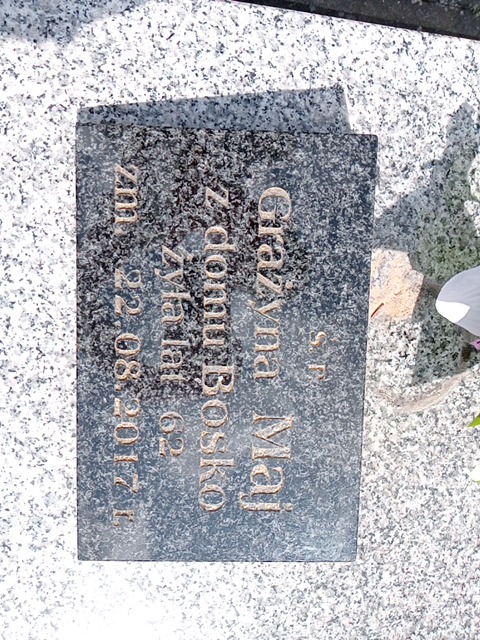 ś. p.
Grażyna Maj
z domu Bosko
żyła lat 62
zm. 22.08.2017 r.